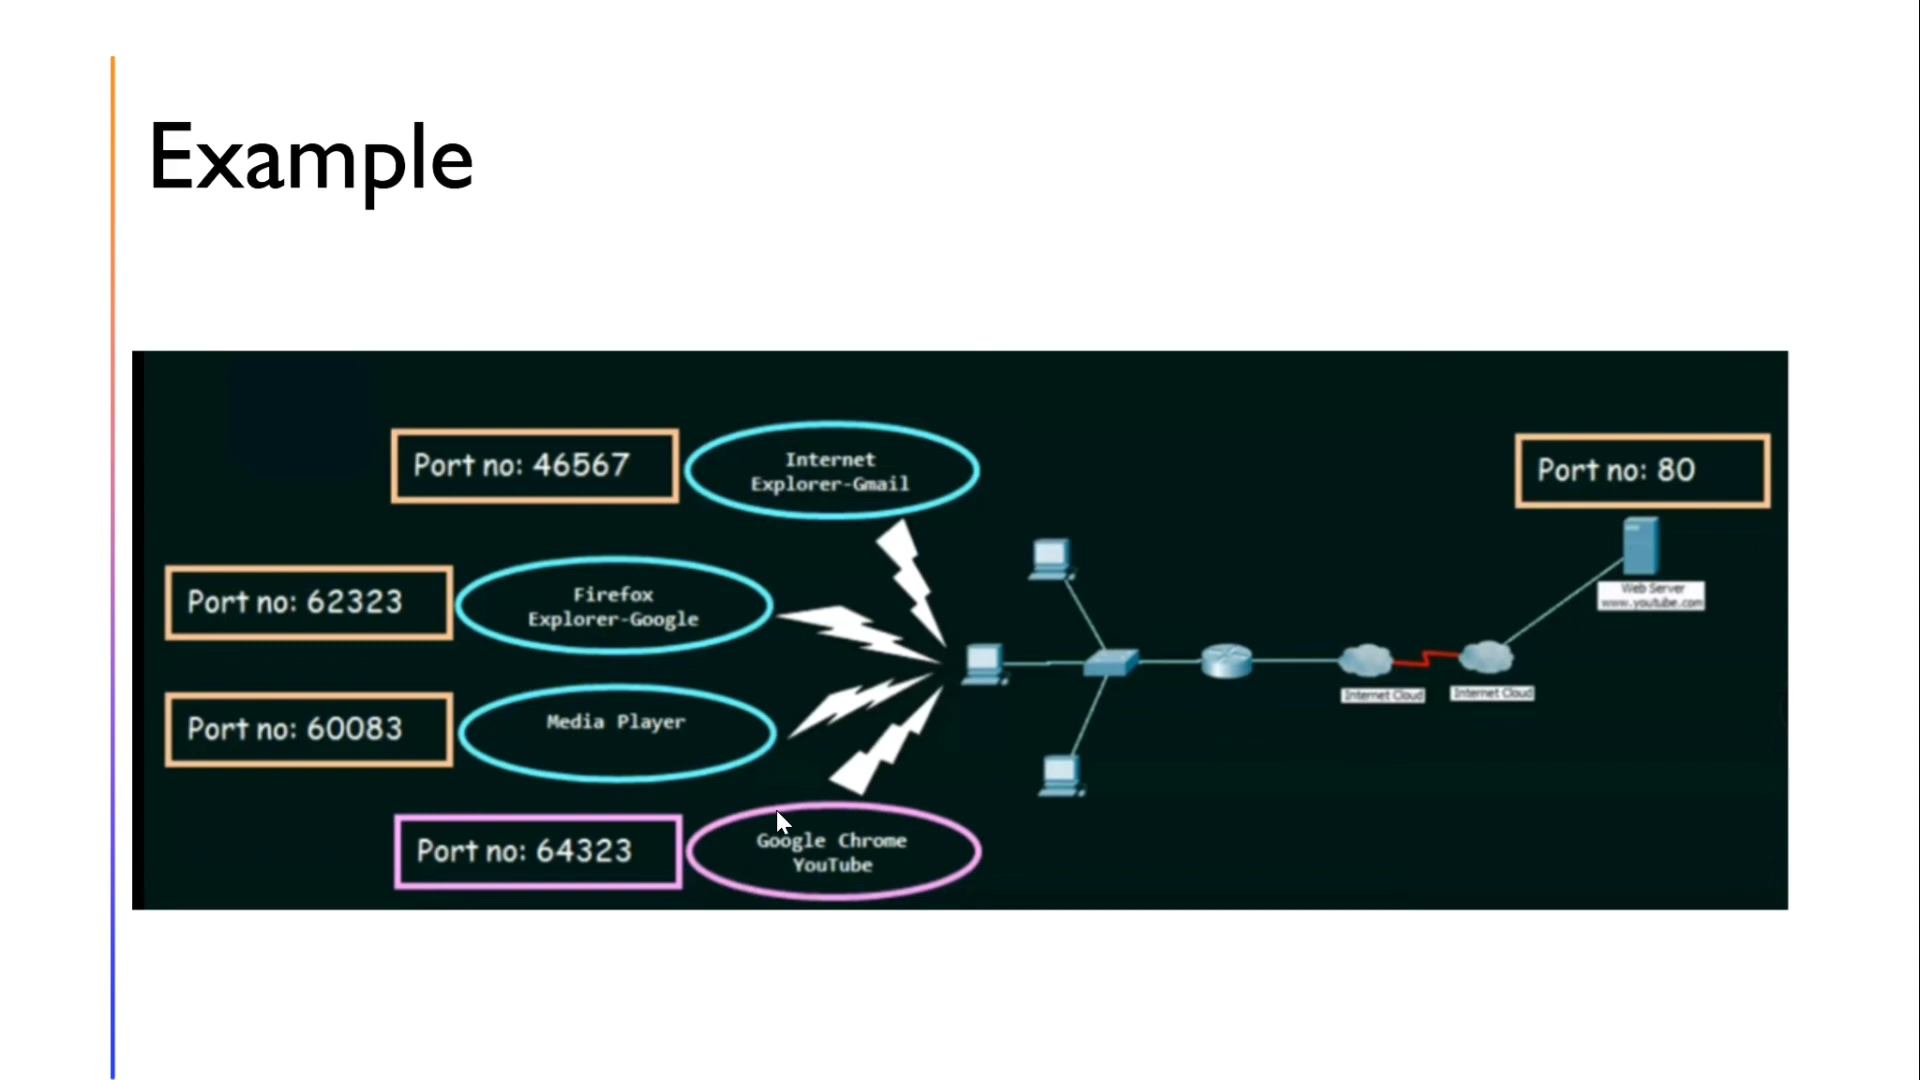 Example
Port no: 46567
Internet
Explorer-Gmail
Port no: 80
Port no: 62323
Firefox
Explorer-Google
Web Server
www.youtube.com
Port no: 60083
Media Player
Internet Cloud
Internet Cloud
Port no: 64323
Google Chrome
YouTube